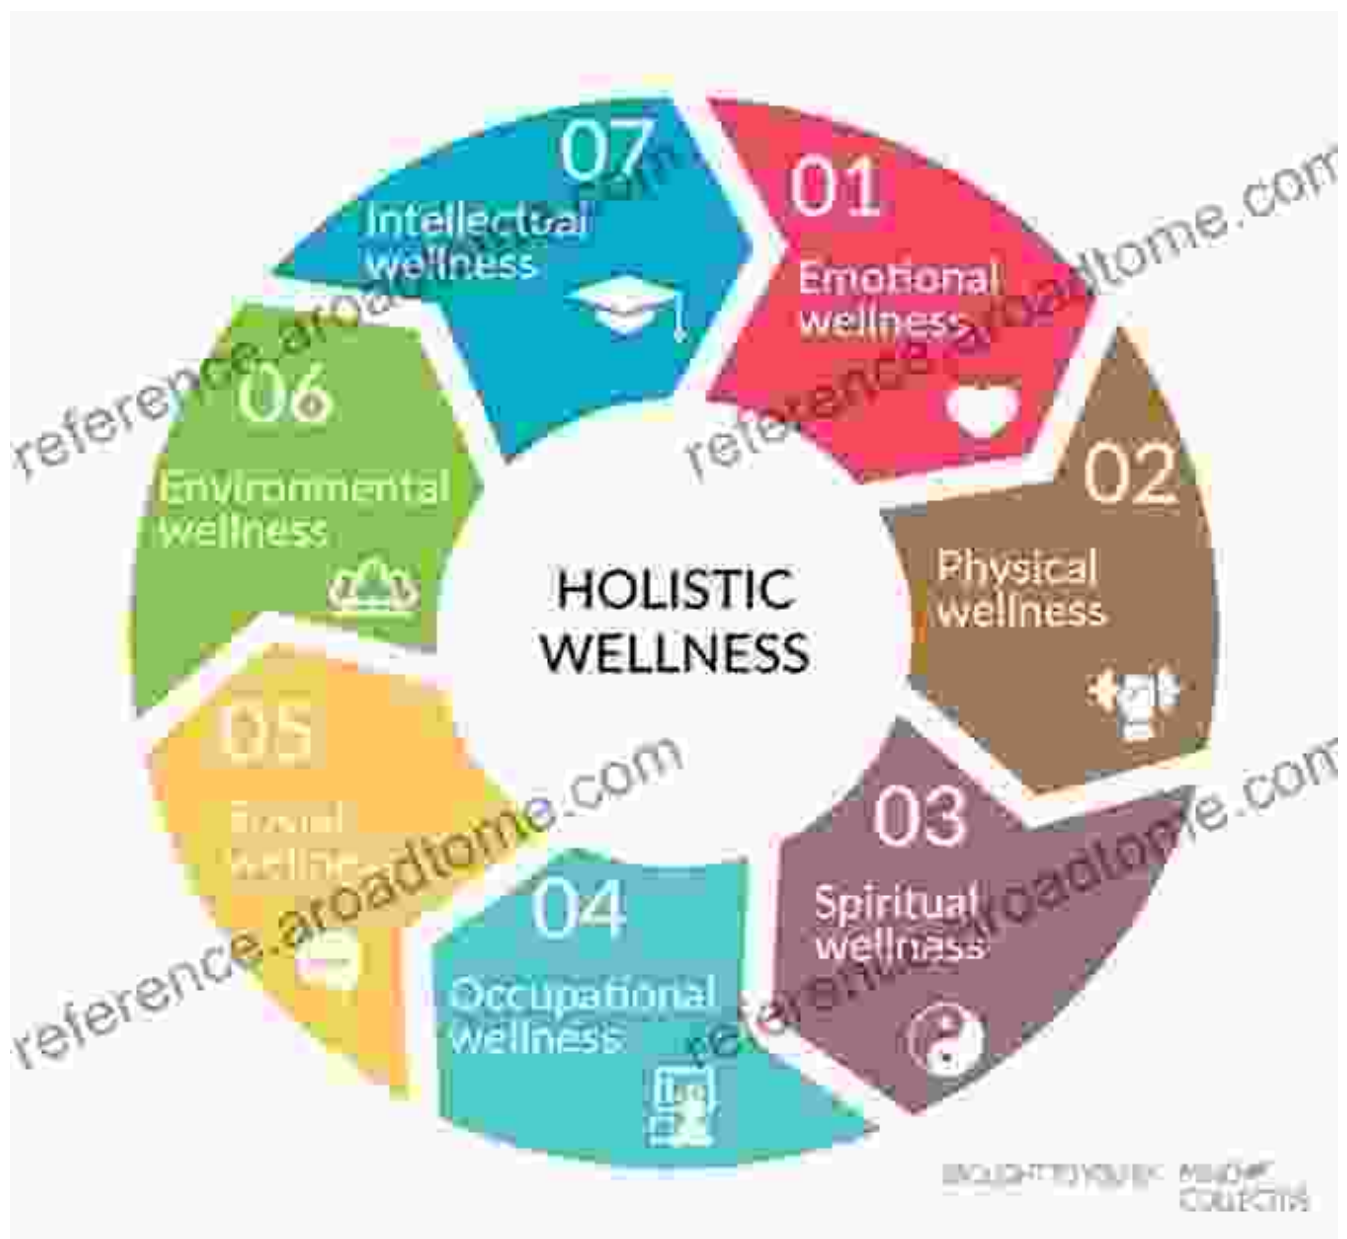 07
Intellectual
wellness
01
Emotional
wellness
06
Environmental
wellness
02
Physical
wellness
HOLISTIC
WELLNESS
05
03
Spiritual
wellness
04
Occupational
wellness
reference.aroadtome.com
reference.aroadtome.com
reference.aroadtome.com
reference.aroadtome.com
COLLECTIVE